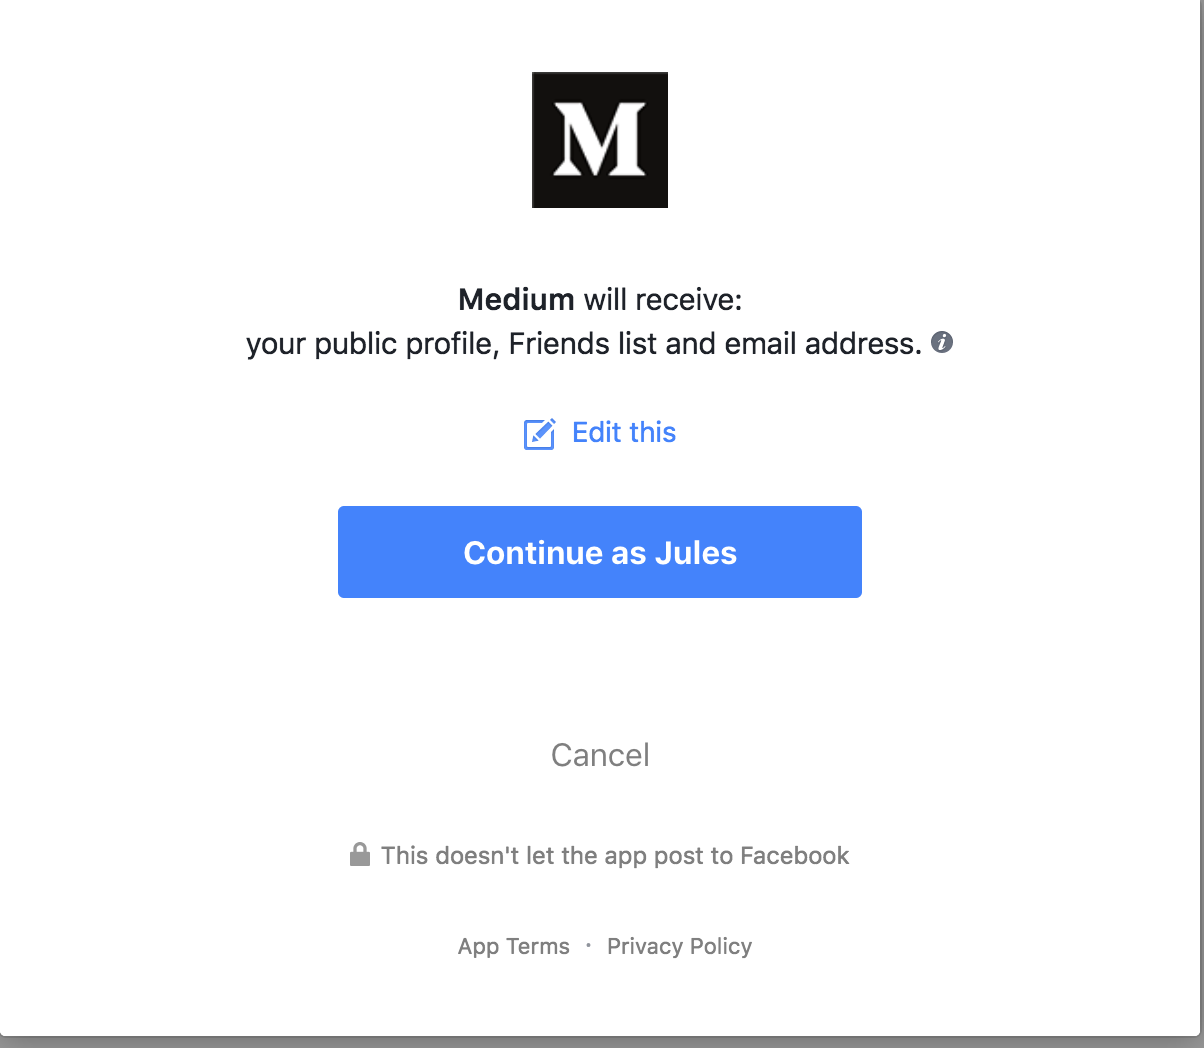 M
Medium will receive:
your public profile, Friends list and email address. i
Edit this
Continue as Jules
Cancel
This doesn't let the app post to Facebook
App Terms · Privacy Policy